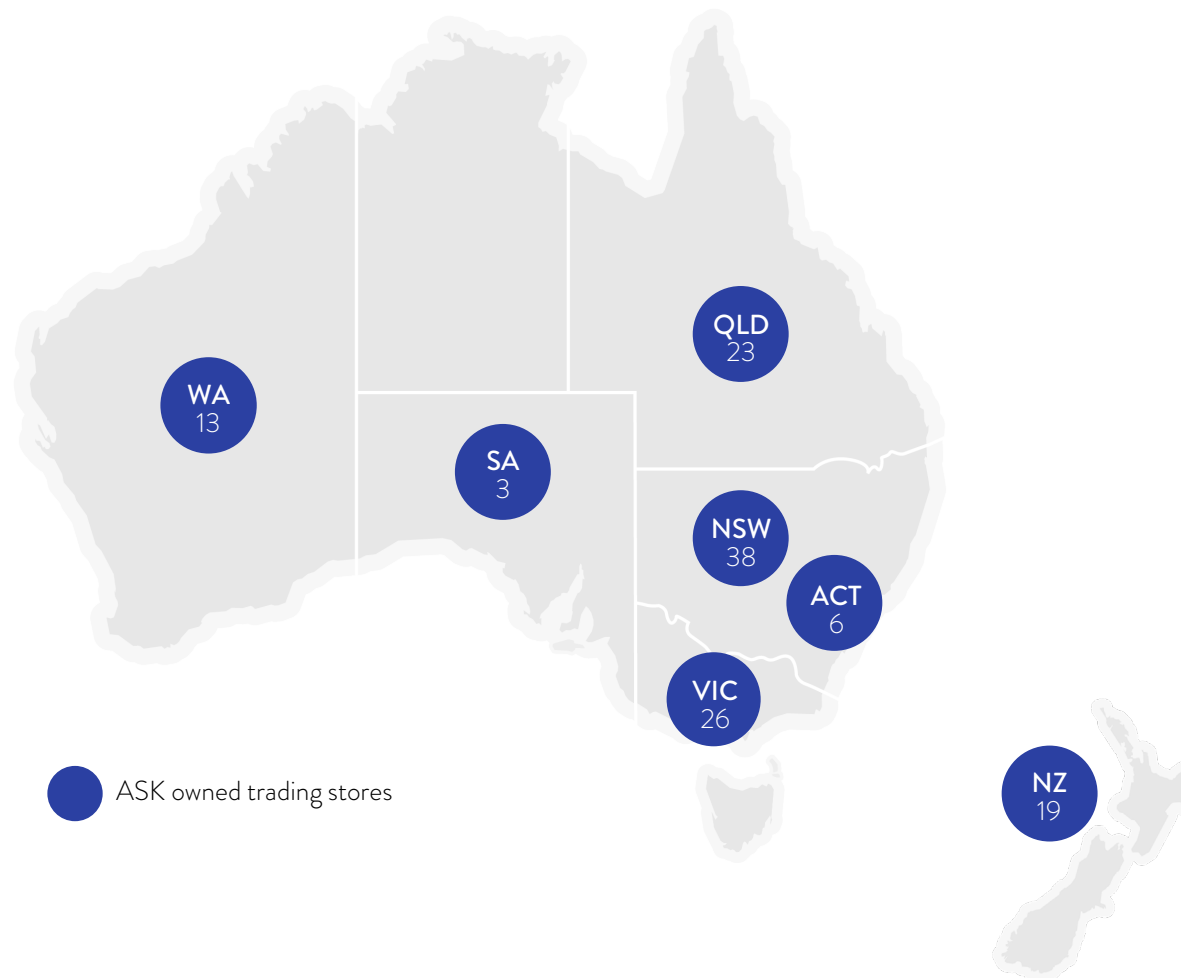 QLD
23
WA
13
SA
3
NSW
38
ACT
6
VIC
26
NZ
19
ASK owned trading stores